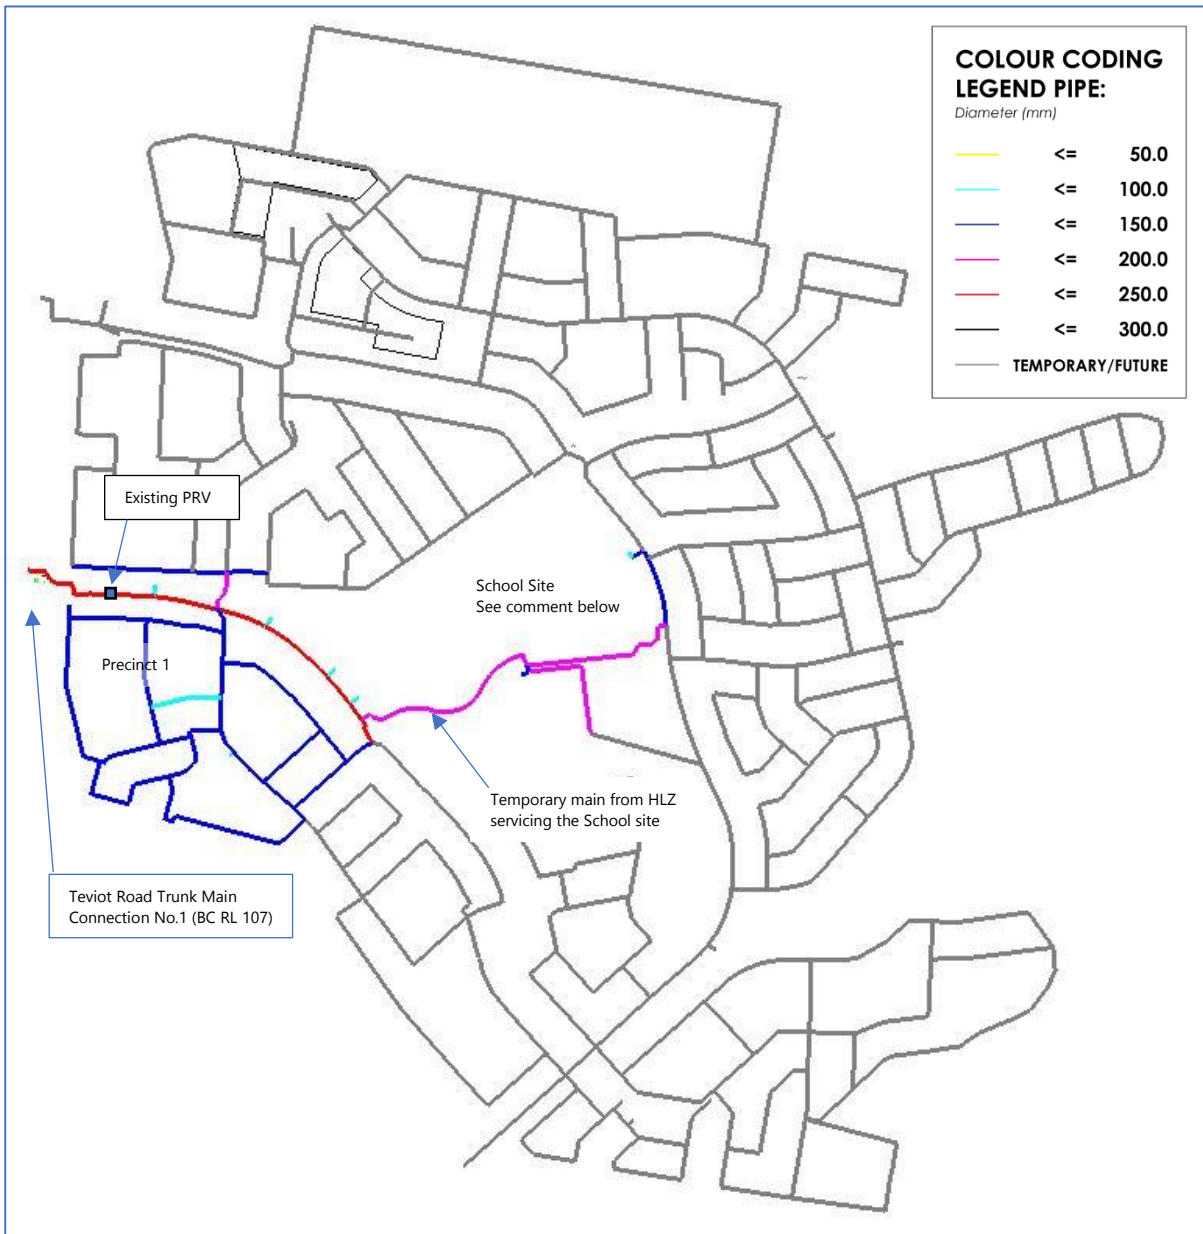 COLOUR CODING
LEGEND PIPE:
Diameter (mm)
<= 50.0
<= 100.0
<= 150.0
<= 200.0
<= 250.0
<= 300.0
TEMPORARY/FUTURE
Existing PRV
School Site
See comment below
Precinct 1
Temporary main from HLZ
servicing the School site
Teviot Road Trunk Main
Connection No.1 (BC RL 107)